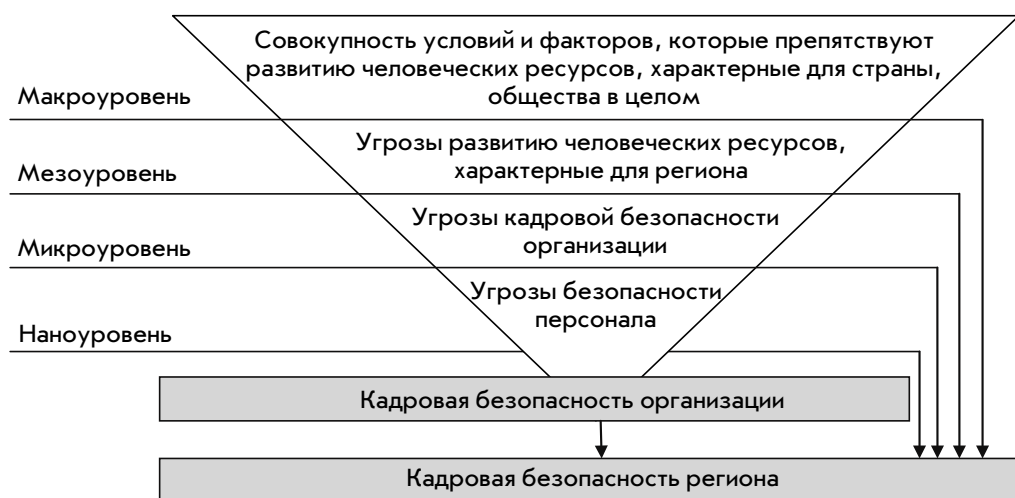 Совокупность условий и факторов, которые препятствуют
развитию человеческих ресурсов, характерные для страны,
общества в целом
Макроуровень
Угрозы развитию человеческих ресурсов,
характерные для региона
Мезоуровень
Угрозы кадровой безопасности
организации
Микроуровень
Угрозы безопасности
персонала
Наноуровень
Кадровая безопасность организации
Кадровая безопасность региона